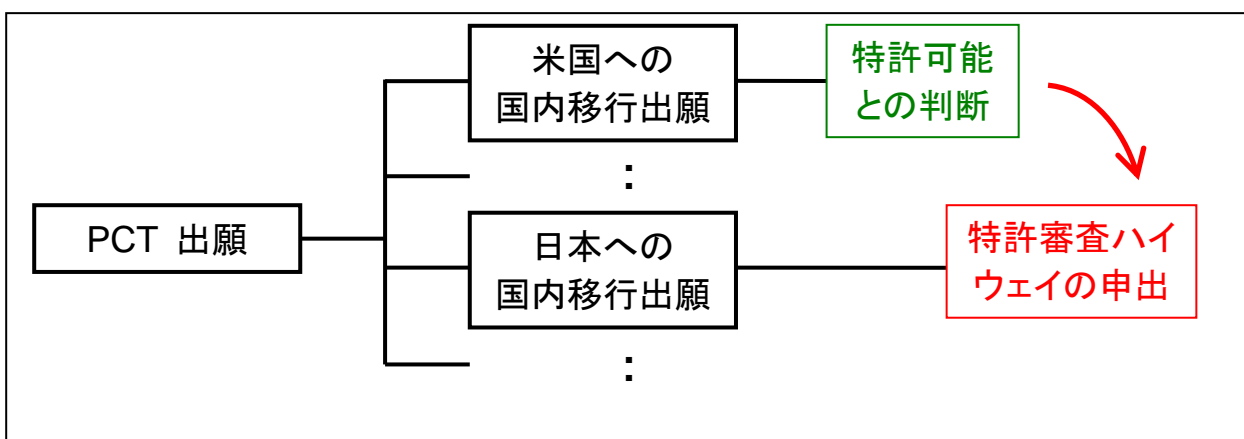 米国への
国内移行出願
特許可能
との判断
:
PCT 出願
日本への
国内移行出願
特許審査ハイ
ウェイの申出
: